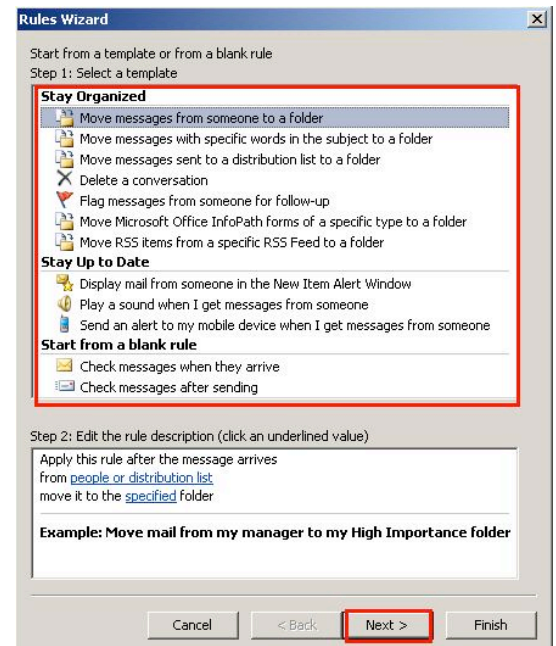 Rules Wizard
Start from a template or from a blank rule
Step 1: Select a template
Stay Organized
Move messages from someone to a folder
Move messages with specific words in the subject to a folder
Move messages sent to a distribution list to a folder
Delete a conversation
Flag messages from someone for follow-up
Move Microsoft Office InfoPath forms of a specific type to a folder
Move RSS items from a specific RSS Feed to a folder
Stay Up to Date
Display mail from someone in the New Item Alert Window
Play a sound when I get messages from someone
Send an alert to my mobile device when I get messages from someone
Start from a blank rule
Check messages when they arrive
Check messages after sending
Step 2: Edit the rule description (click an underlined value)
Apply this rule after the message arrives
from people or distribution list
move it to the specified folder
Example: Move mail from my manager to my High Importance folder
Cancel < Back Next > Finish